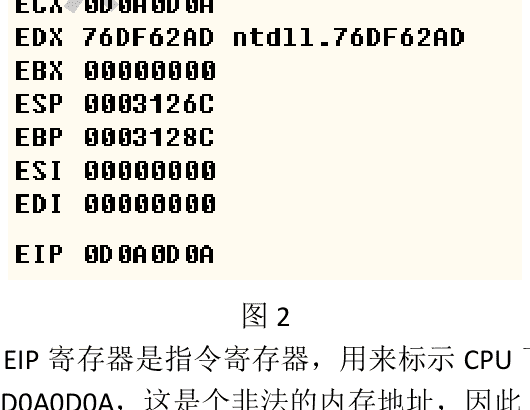 ECX 0D0A0D0A
EDX 76DF62AD ntdll.76DF62AD
EBX 00000000
ESP 0003126C
EBP 0003128C
ESI 00000000
EDI 00000000
EIP 0D0A0D0A
图 2
EIP 寄存器是指令寄存器，用来标示 CPU
D0A0D0A，这是个非法的内存地址，因此